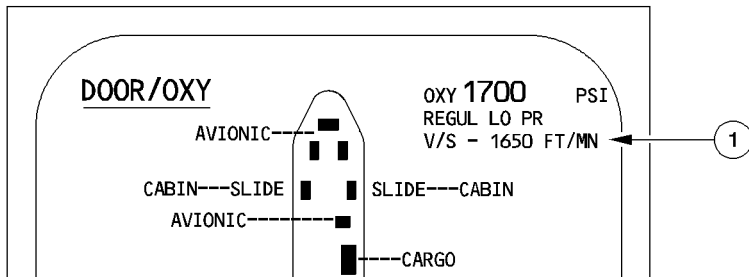 DOOR/OXY
OXY 1700 PSI
REGUL LO PR
V/S - 1650 FT/MN
1
AVIONIC
CABIN---SLIDE SLIDE---CABIN
AVIONIC
CARGO